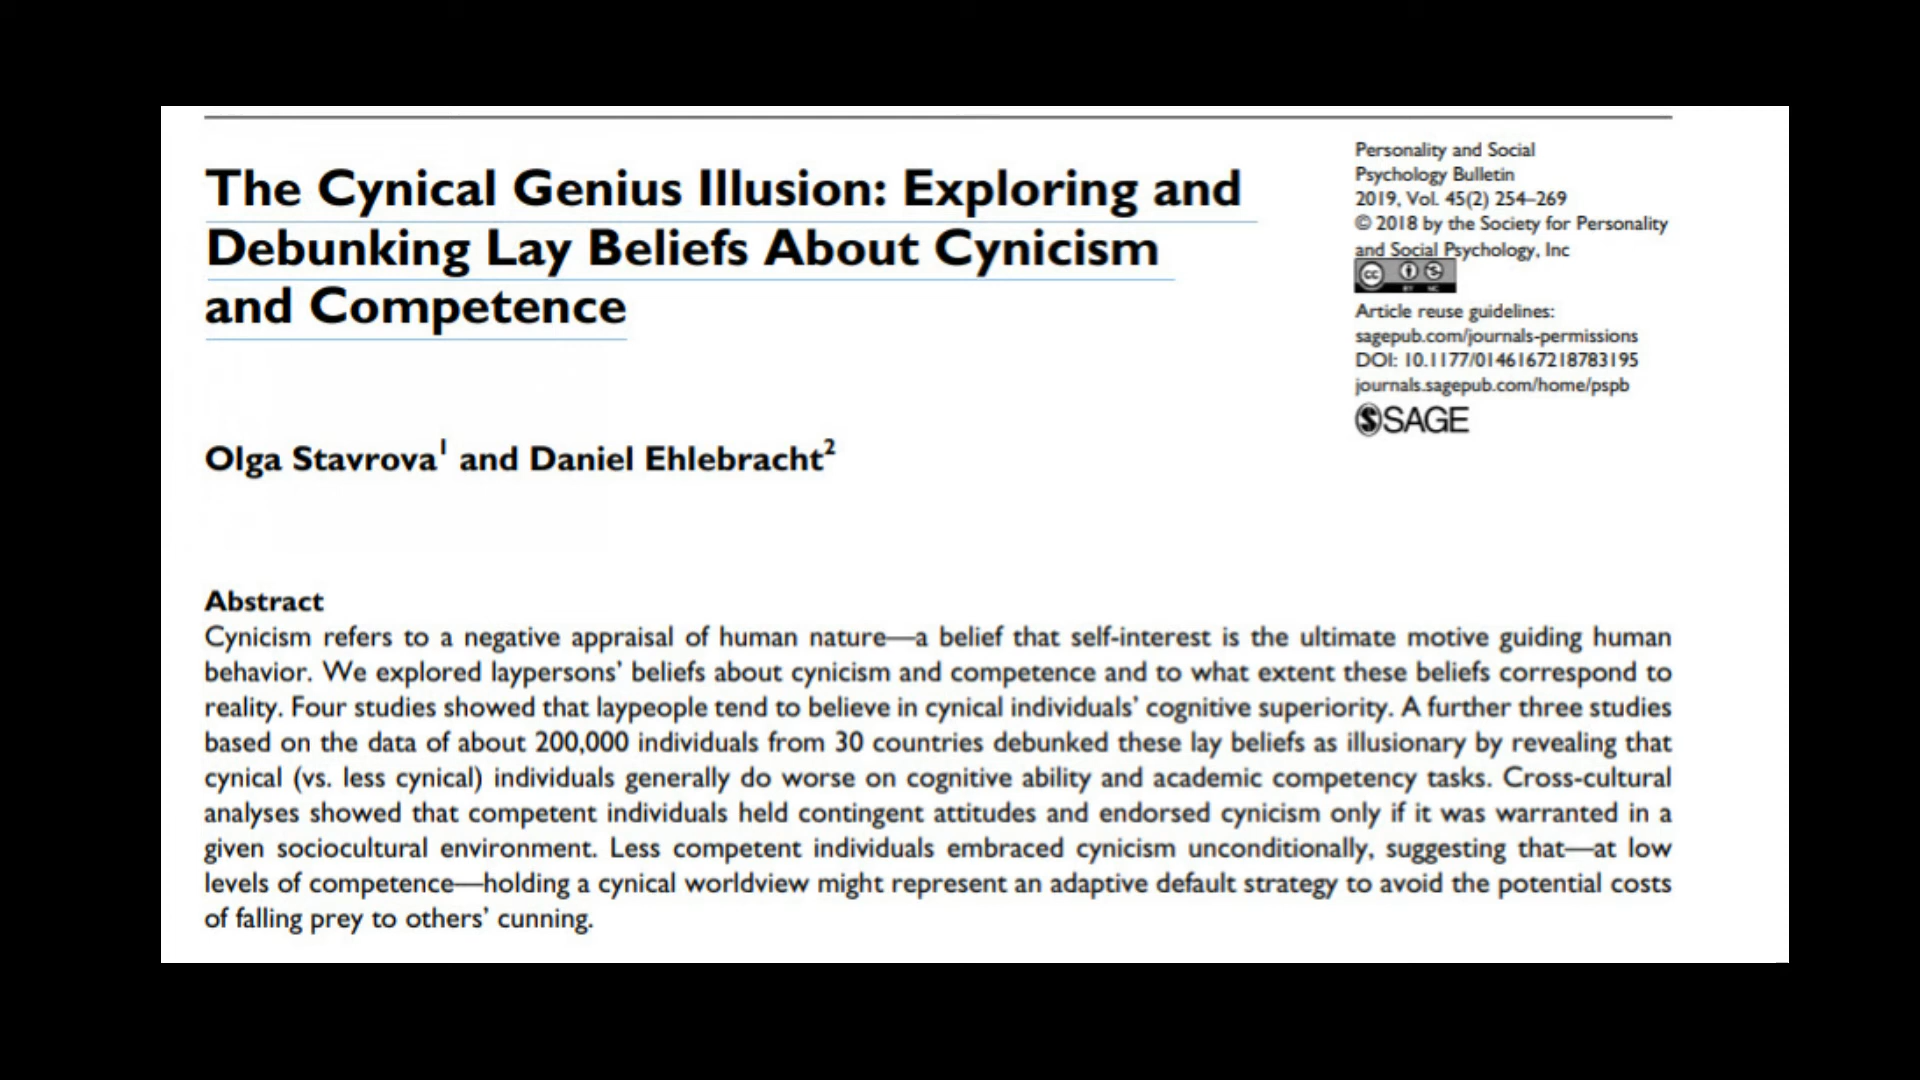 The Cynical Genius Illusion: Exploring and
Debunking Lay Beliefs About Cynicism
and Competence
Personality and Social
Psychology Bulletin
2019, Vol. 45(2) 254–269
© 2018 by the Society for Personality
and Social Psychology, Inc
cc BY NC
Article reuse guidelines:
sagepub.com/journals-permissions
DOI: 10.1177/0146167218783195
journals.sagepub.com/home/pspb
SAGE
Olga Stavrova1 and Daniel Ehlebracht2
Abstract
Cynicism refers to a negative appraisal of human nature—a belief that self-interest is the ultimate motive guiding human
behavior. We explored laypersons’ beliefs about cynicism and competence and to what extent these beliefs correspond to
reality. Four studies showed that laypeople tend to believe in cynical individuals’ cognitive superiority. A further three studies
based on the data of about 200,000 individuals from 30 countries debunked these lay beliefs as illusionary by revealing that
cynical (vs. less cynical) individuals generally do worse on cognitive ability and academic competency tasks. Cross-cultural
analyses showed that competent individuals held contingent attitudes and endorsed cynicism only if it was warranted in a
given sociocultural environment. Less competent individuals embraced cynicism unconditionally, suggesting that—at low
levels of competence—holding a cynical worldview might represent an adaptive default strategy to avoid the potential costs
of falling prey to others’ cunning.